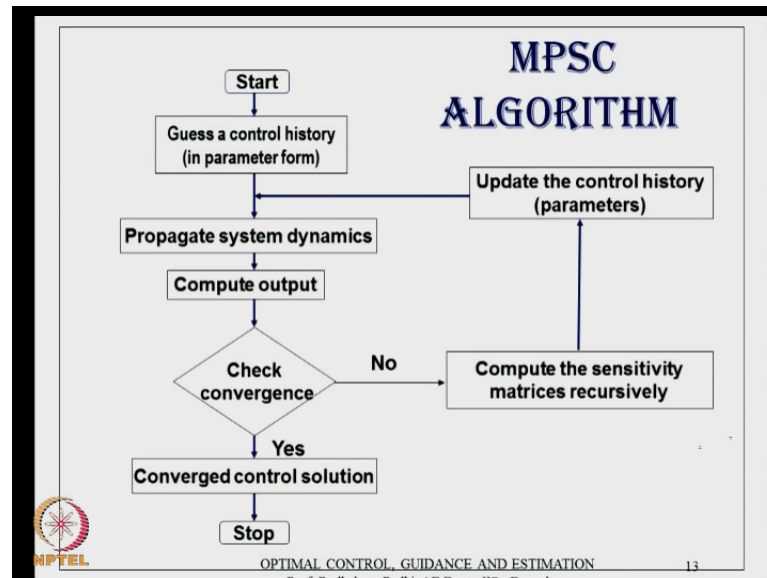 MPSC
ALGORITHM
Start
Guess a control history
(in parameter form)
Update the control history
(parameters)
Propagate system dynamics
Compute output
Check
convergence
No
Compute the sensitivity
matrices recursively
Yes
Converged control solution
Stop
NPTEL
OPTIMAL CONTROL, GUIDANCE AND ESTIMATION
13